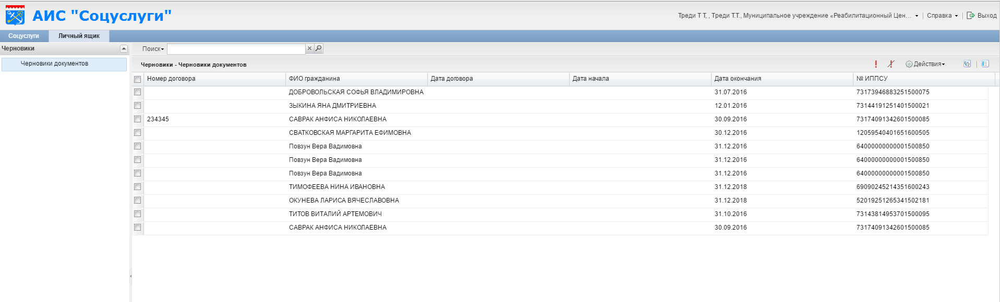 АИС "Соцуслуги"
Треди Т Т, , Треди Т.Т., Муниципальное учреждение «Реабилитационный Цен...
Справка
Выход
Соцуслуги
Личный ящик
Черновики
Черновики документов
Поиск
Черновики - Черновики документов
Действия
Номер договора ФИО гражданина Дата договора Дата начала Дата окончания № ИППСУ
ДОБРОВОЛЬСКАЯ СОФЬЯ ВЛАДИМИРОВНА 31.07.2016 73173946883251500075
ЗЫКИНА ЯНА ДМИТРИЕВНА 12.01.2016 73144191251401500021
234345 САВРАК АНФИСА НИКОЛАЕВНА 30.09.2016 73174091342601500085
СВАТКОВСКАЯ МАРГАРИТА ЕФИМОВНА 30.12.2016 12059540401651600505
Повзун Вера Вадимовна 31.12.2016 64000000000001500850
Повзун Вера Вадимовна 31.12.2016 64000000000001500850
Повзун Вера Вадимовна 31.12.2016 64000000000001500850
ТИМОФЕЕВА НИНА ИВАНОВНА 31.12.2018 69090245214351600243
ОКУНЕВА ЛАРИСА ВЯЧЕСЛАВОВНА 31.12.2018 52019251265341502181
ТИТОВ ВИТАЛИЙ АРТЕМОВИЧ 31.10.2016 73143814953701500095
САВРАК АНФИСА НИКОЛАЕВНА 30.09.2016 73174091342601500085